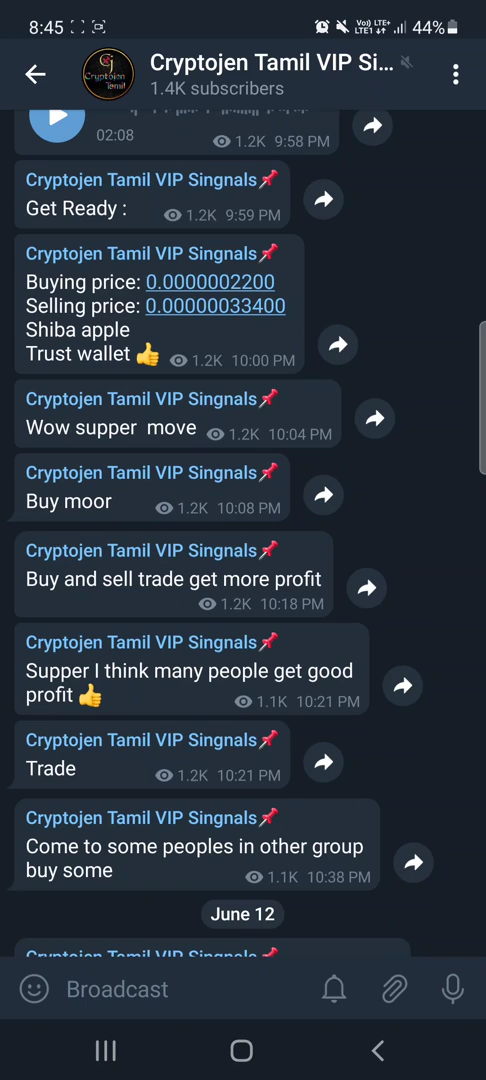 8:45 Vo) LTE+ LTE1 44%
Cryptojen Tamil VIP Si...
1.4K subscribers
Cj
Cryptojen
Tamil
02:08 1.2K 9:58 PM
Cryptojen Tamil VIP Singnals📌
Get Ready : 1.2K 9:59 PM
Cryptojen Tamil VIP Singnals📌
Buying price: 0.0000002200
Selling price: 0.00000033400
Shiba apple
Trust wallet 👍 1.2K 10:00 PM
Cryptojen Tamil VIP Singnals📌
Wow supper move 1.2K 10:04 PM
Cryptojen Tamil VIP Singnals📌
Buy moor 1.2K 10:08 PM
Cryptojen Tamil VIP Singnals📌
Buy and sell trade get more profit
1.2K 10:18 PM
Cryptojen Tamil VIP Singnals📌
Supper I think many people get good
profit 👍 1.1K 10:21 PM
Cryptojen Tamil VIP Singnals📌
Trade 1.2K 10:21 PM
Cryptojen Tamil VIP Singnals📌
Come to some peoples in other group
buy some 1.1K 10:38 PM
June 12
Cryptojen Tamil VIP Singnals📌
Broadcast